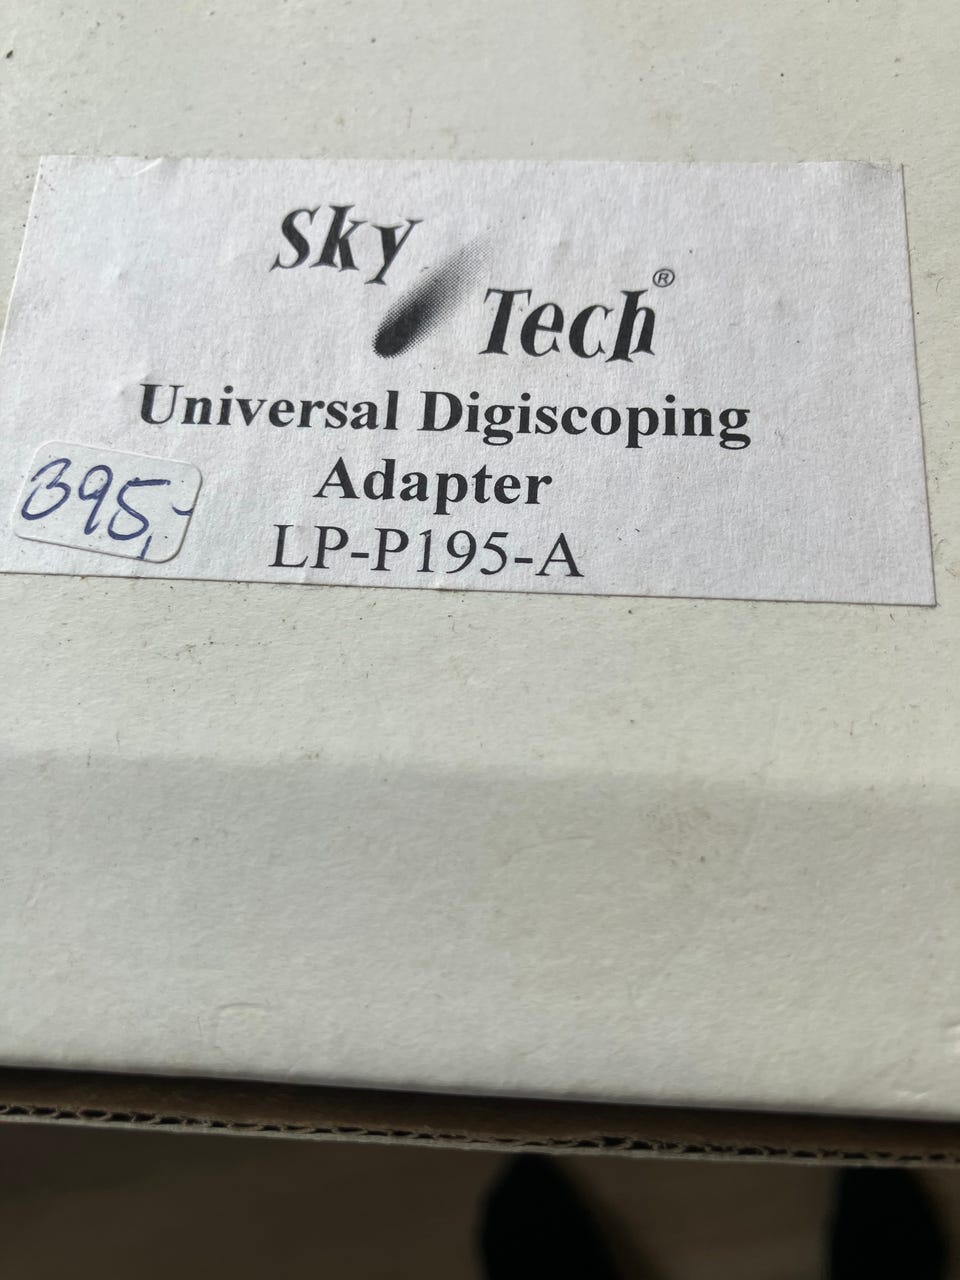 Sky
Tech®
Universal Digiscoping
Adapter
395,-
LP-P195-A